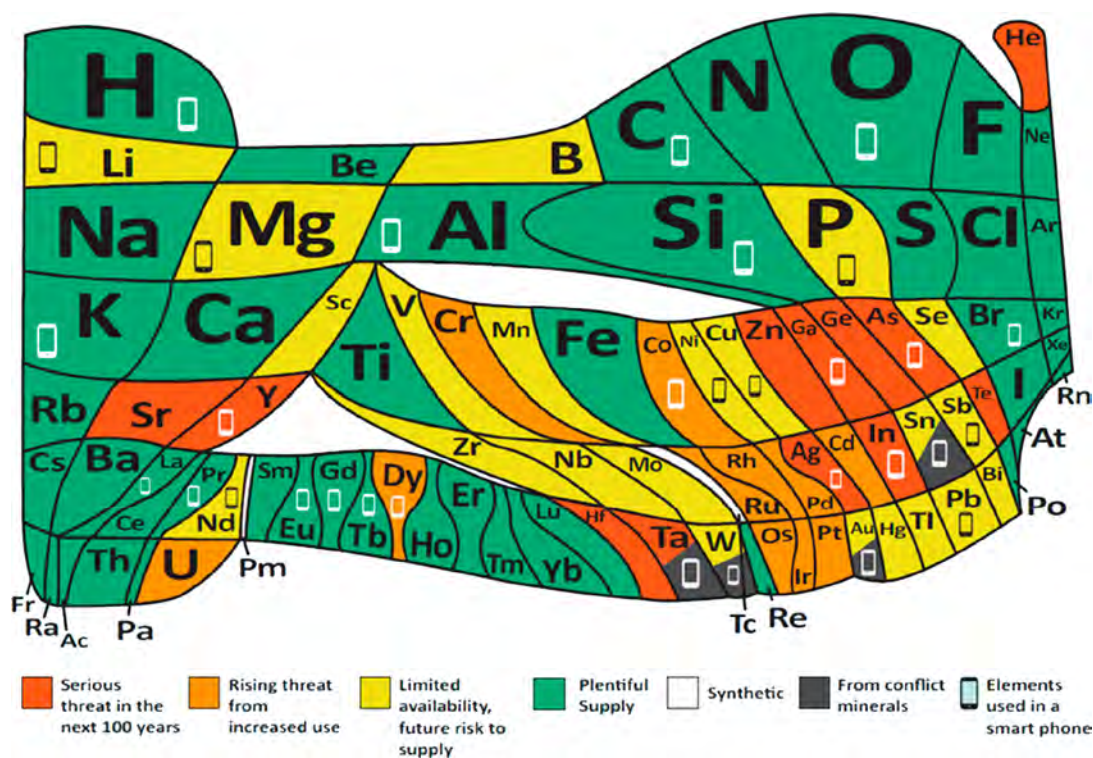 H He
C N O F Ne
Li Be B
Na Mg Al Si P S Cl Ar
K Ca Sc Ti V Cr Mn Fe Co Ni Cu Zn Ga Ge As Se Br Kr
Rb Sr Y Zr Nb Mo Rh Ag Cd In Sn Sb Te I Xe
Ru Pd
Rn
At
Po
Cs Ba La Pr Sm Gd Dy Er Lu Hf Ta W Os Pt Au Hg Tl Pb Bi
Ce Nd Eu Tb Ho Tm Yb Ir
Th U Pm
Fr Ra Ac Pa Tc Re
Serious
threat in the
next 100 years
Rising threat
from
increased use
Limited
availability,
future risk to
supply
Plentiful
Supply
Synthetic
From conflict
minerals
Elements
used in a
smart phone